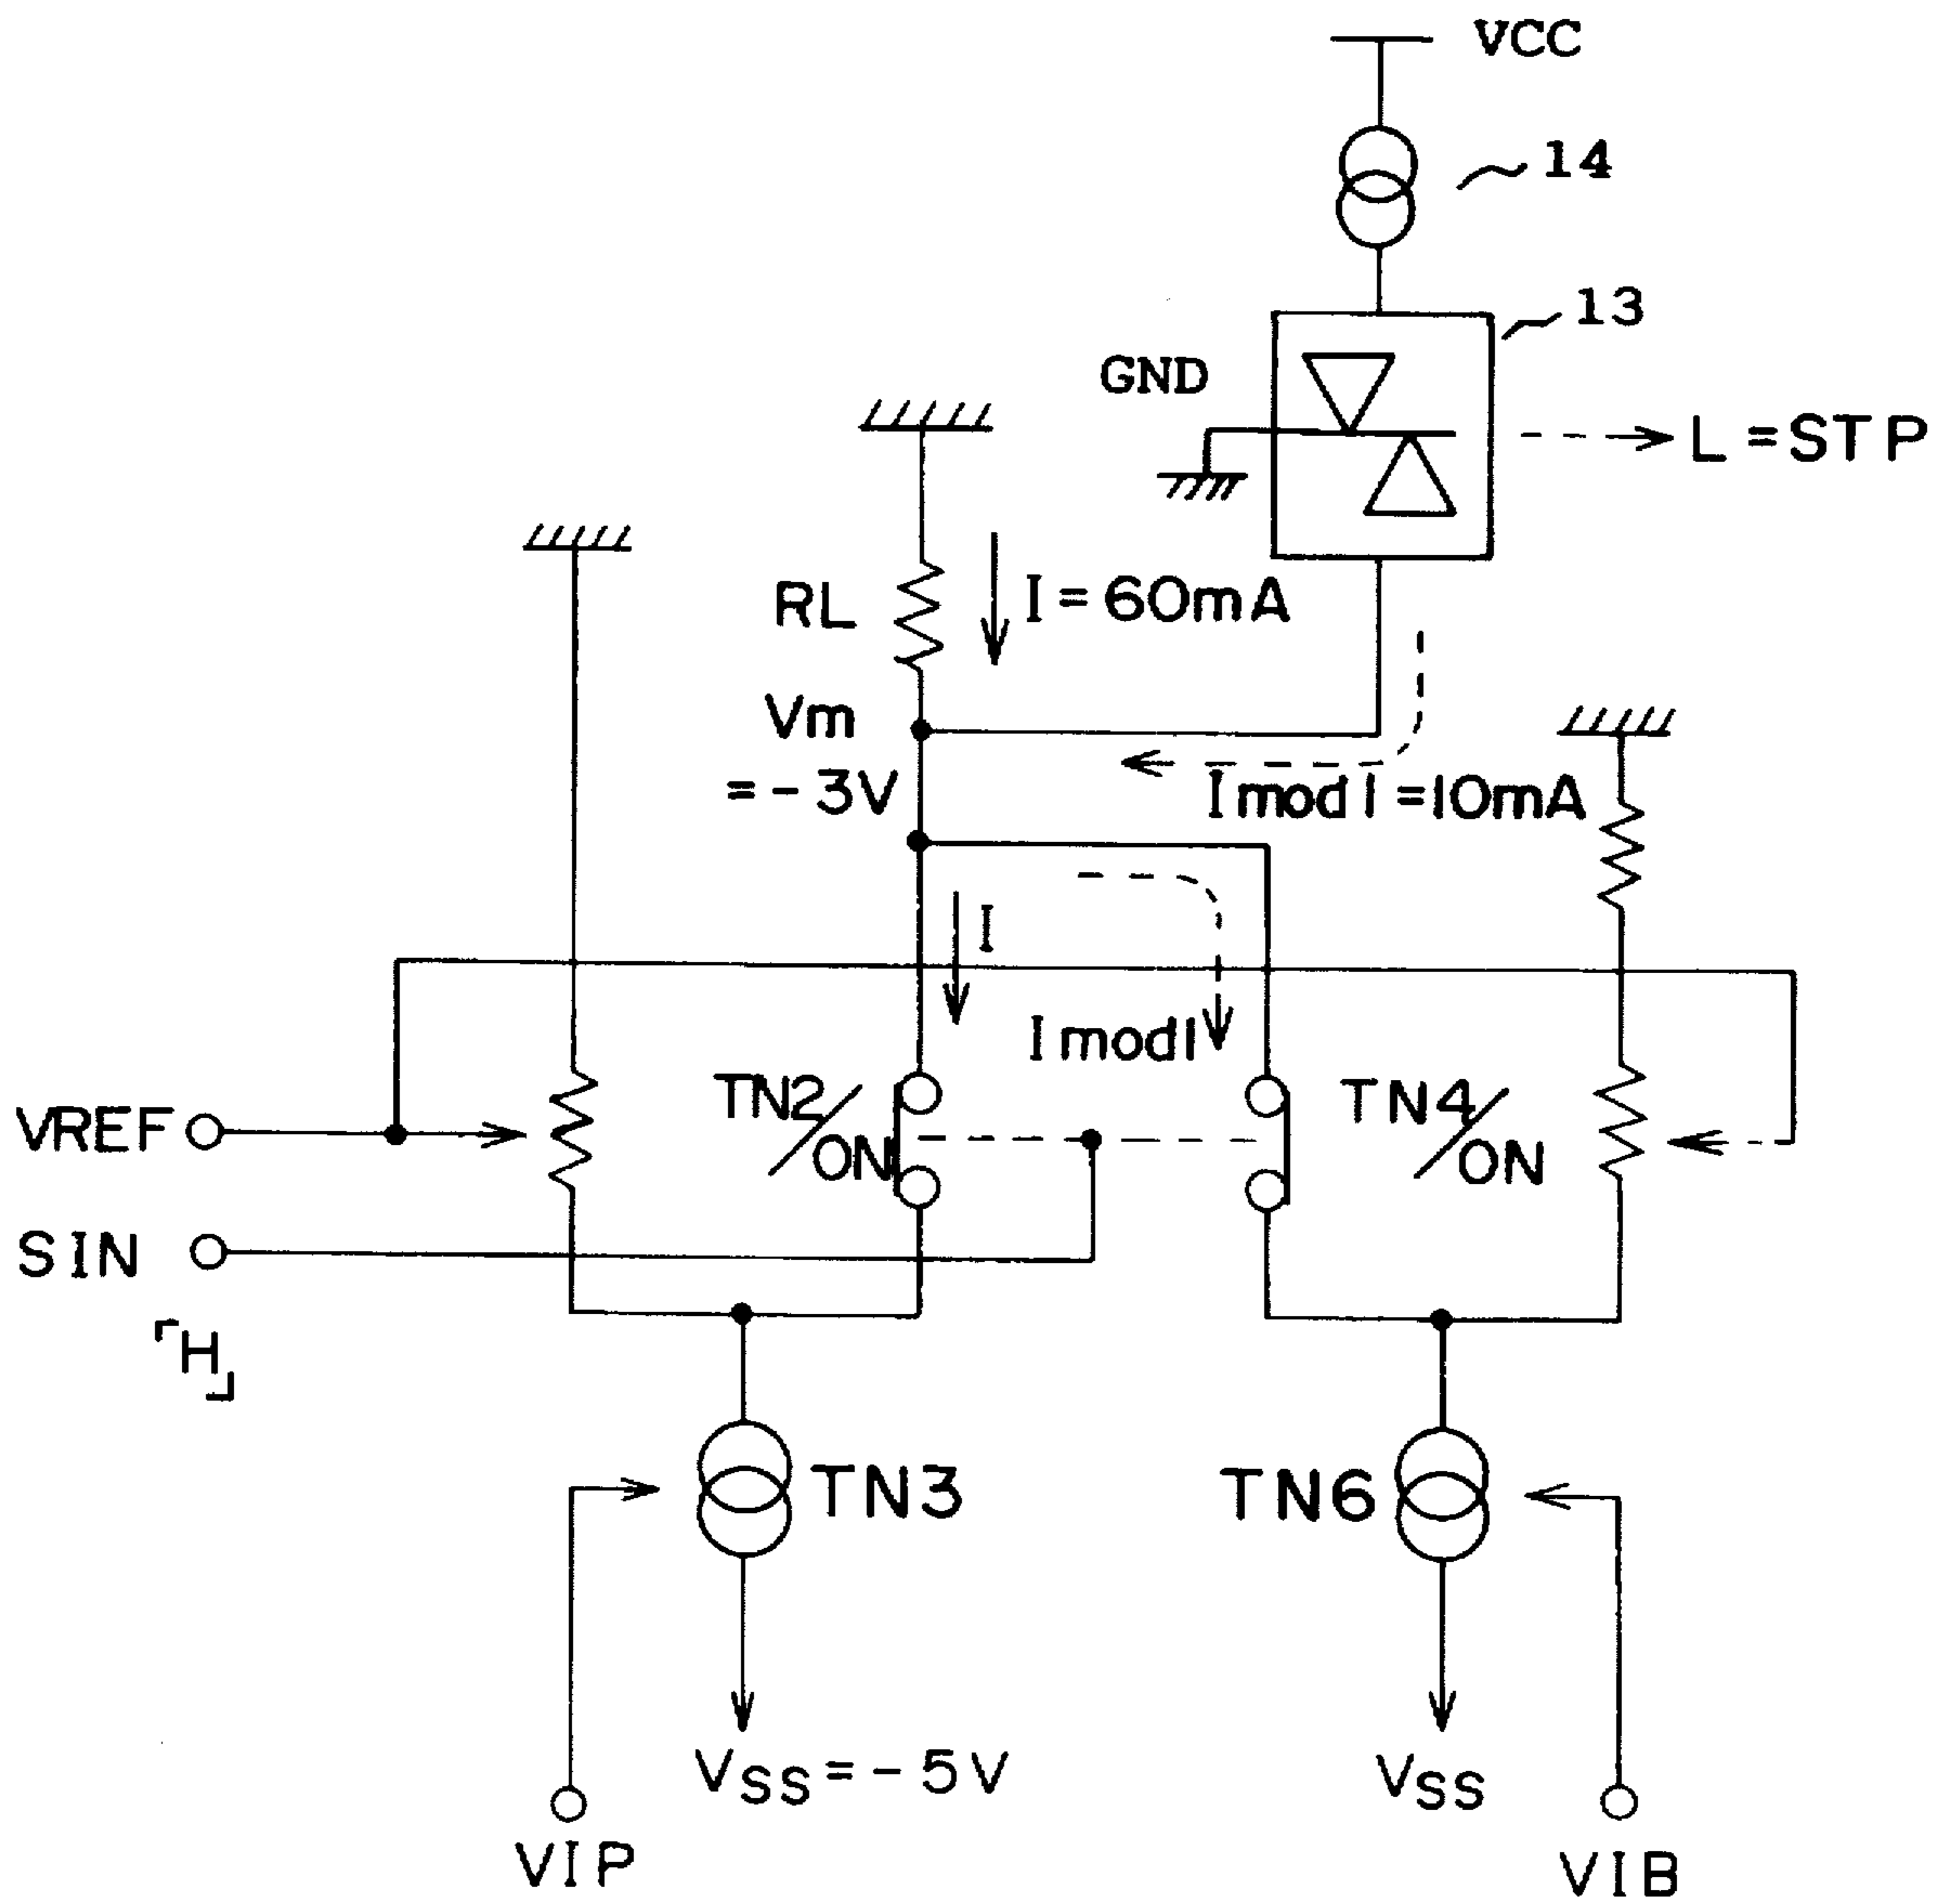 VCC
14
13
GND
L=STP
RL
I=60mA
Vm
=-3V
Imod1=10mA
I
Imod1
TN2/ON
TN4/ON
VREF
SIN
「H」
TN3
TN6
VSS=-5V
VSS
VIP
VIB